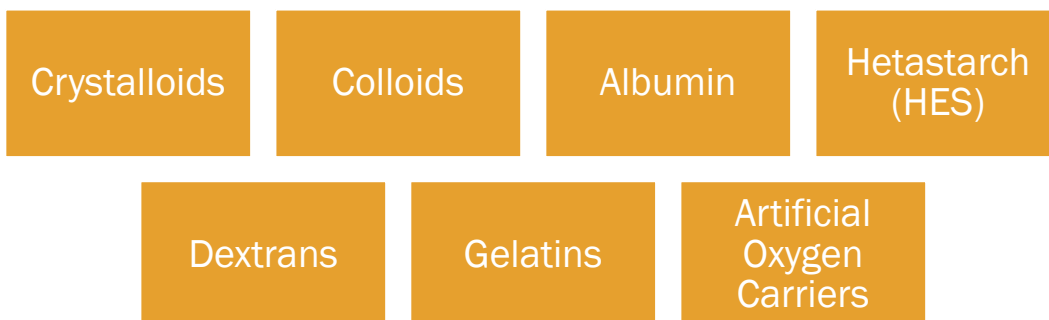 Crystalloids
Colloids
Albumin
Hetastarch
(HES)
Dextrans
Gelatins
Artificial
Oxygen
Carriers